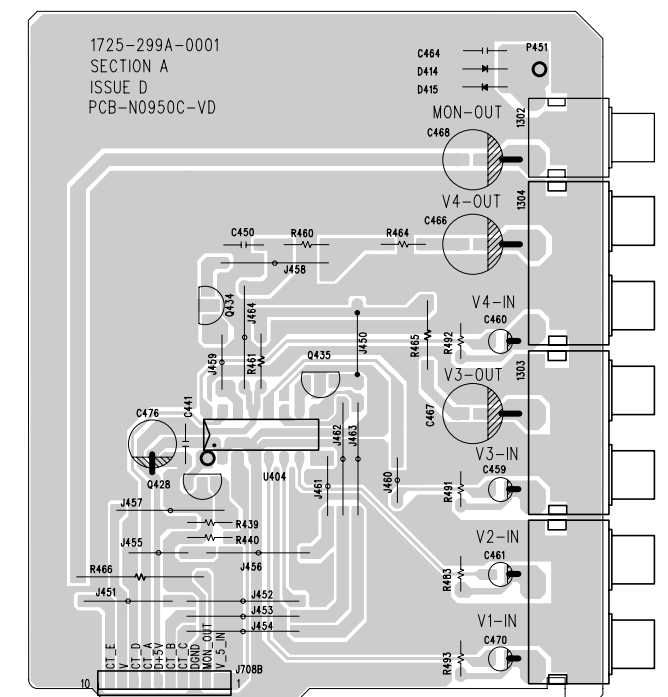 1725-299A-0001
SECTION A
ISSUE D
PCB-N0950C-VD
C464
D414
D415
P451
MON-OUT
C468
1302
V4-OUT
C466
1304
C450
R460
R464
J458
Q434
J464
V4-IN
C460
J459
R461
Q435
J450
R465
R492
V3-OUT
1303
C467
C476
C441
J462
J463
V3-IN
C459
Q428
U404
J461
J460
R491
J457
R439
R440
J455
J456
V2-IN
C461
R466
R483
J451
J452
J453
J454
V1-IN
C470
R493
CT_E
V
CT_D
CT_A
D+5V
CT_B
CT_C
DGND
MON_OUT
V_5_IN
J708B
10
1